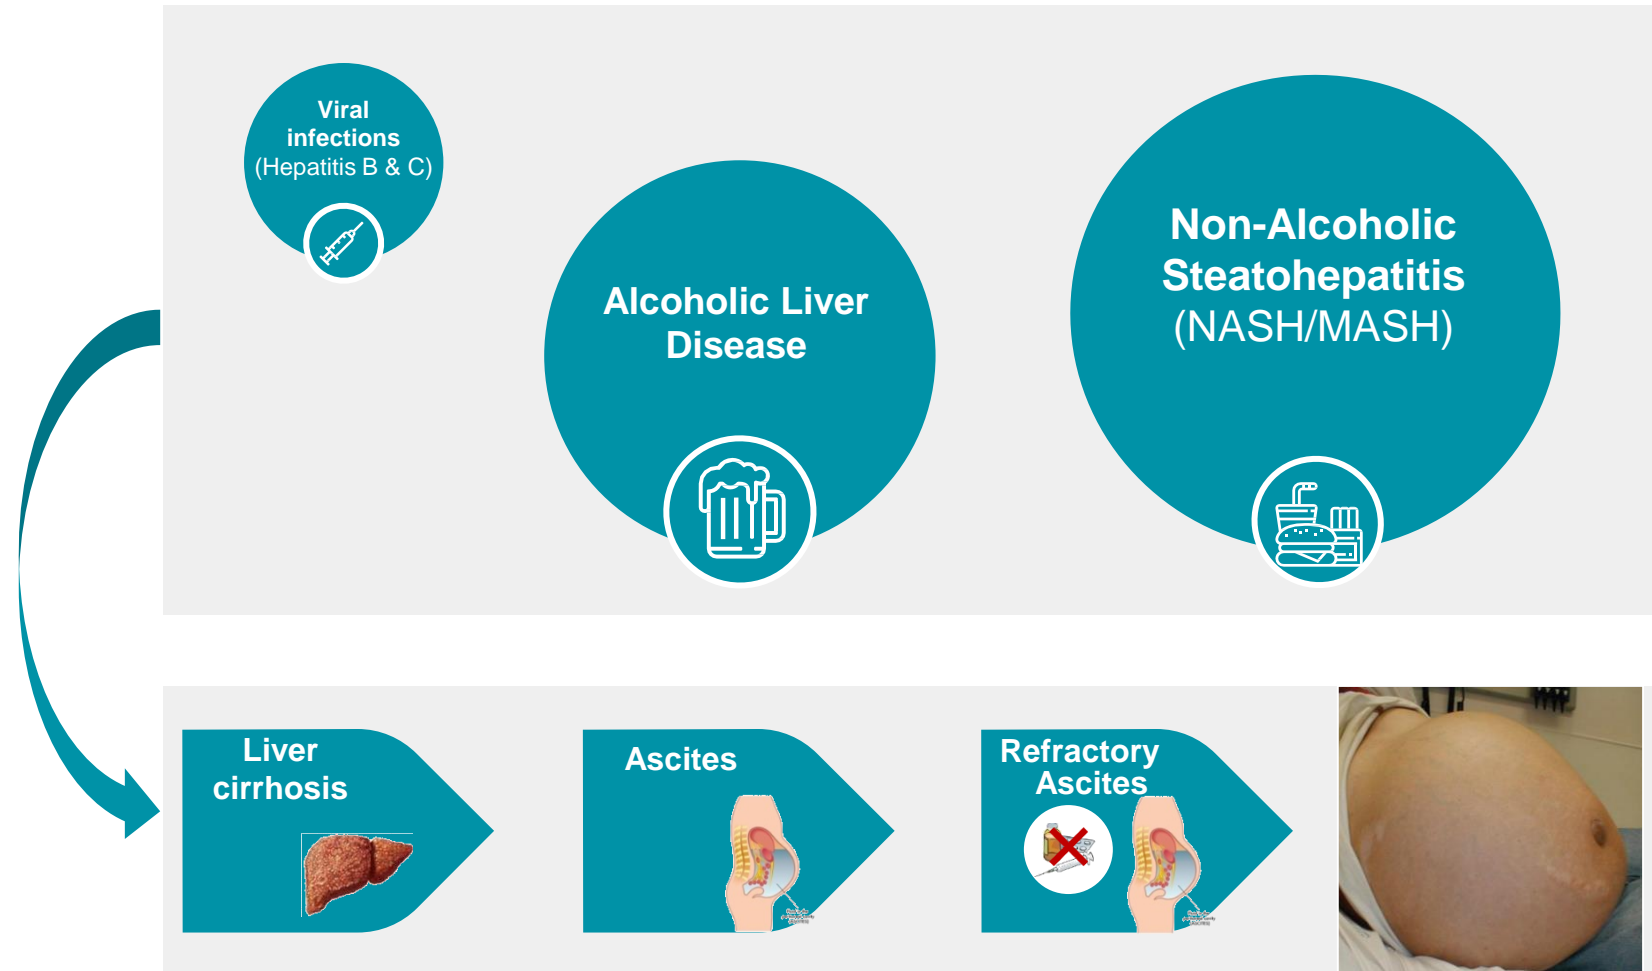 Viral
infections
(Hepatitis B & C)
Alcoholic Liver
Disease
Non-Alcoholic
Steatohepatitis
(NASH/MASH)
Liver
cirrhosis
Ascites
Refractory
Ascites